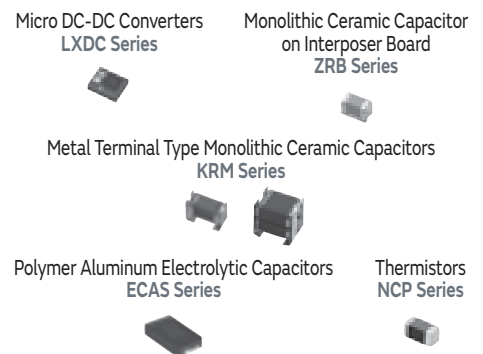 Micro DC-DC Converters
LXDC Series
Monolithic Ceramic Capacitor
on Interposer Board
ZRB Series
Metal Terminal Type Monolithic Ceramic Capacitors
KRM Series
Polymer Aluminum Electrolytic Capacitors
ECAS Series
Thermistors
NCP Series